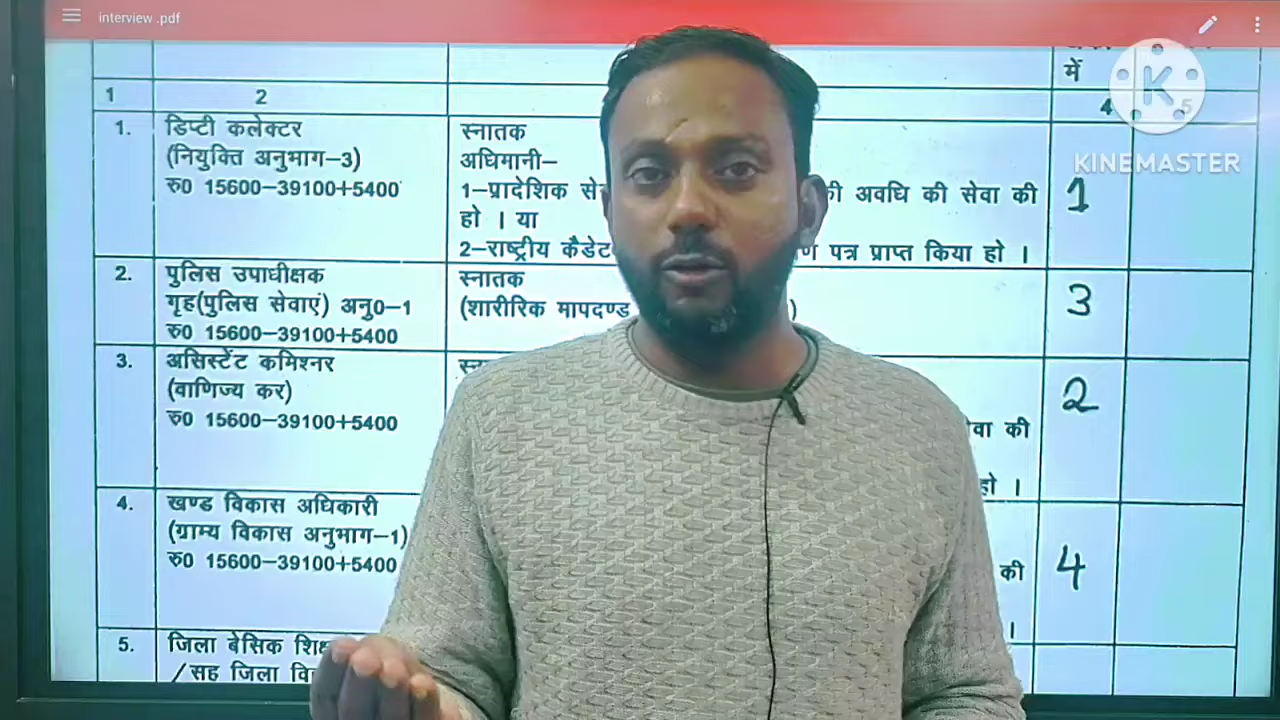 interview .pdf
में
1 2 4 5
1. डिप्टी कलेक्टर
(नियुक्ति अनुभाग–3)
रु0 15600–39100+5400
स्नातक
अधिमानी–
1–प्रादेशिक की अवधि की सेवा की
हो । या
2–राष्ट्रीय कैडेट पत्र प्राप्त किया हो ।
1
2. पुलिस उपाधीक्षक
गृह(पुलिस सेवाएं) अनु0–1
रु0 15600–39100+5400
स्नातक
(शारीरिक मापदण्ड )
3
3. असिस्टेंट कमिश्नर
(वाणिज्य कर)
रु0 15600–39100+5400
की
हो ।
2
4. खण्ड विकास अधिकारी
(ग्राम्य विकास अनुभाग–1)
रु0 15600–39100+5400
की
।
4
5. जिला बेसिक
/सह जिला
K
KINEMASTER